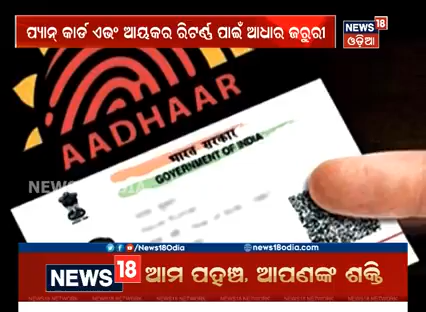 ପ୍ୟାନ୍ କାର୍ଡ ଏଵଂ ଆୟକର ରିଟର୍ଣ୍ଣ ପାଇଁ ଆଧାର ଜରୁରୀ
NEWS 18
ଓଡ଼ିଆ
AADHAAR
भारत सरकार
GOVERNMENT OF INDIA
NEWS
/News18Odia
news18odia.com
NEWS 18 ଆମ ପହଞ୍ଚ, ଆପଣଙ୍କ ଶକ୍ତି